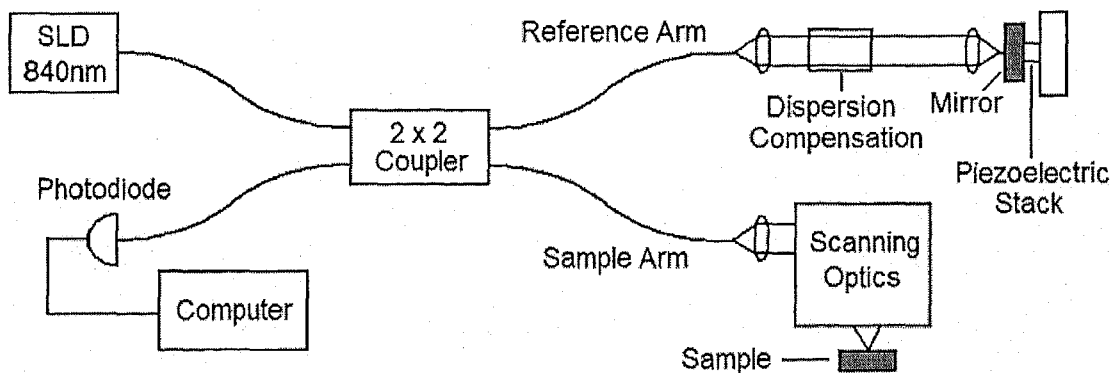 SLD
840nm
Reference Arm
Dispersion
Compensation
Mirror
Piezoelectric
Stack
2 x 2
Coupler
Photodiode
Computer
Sample Arm
Scanning
Optics
Sample